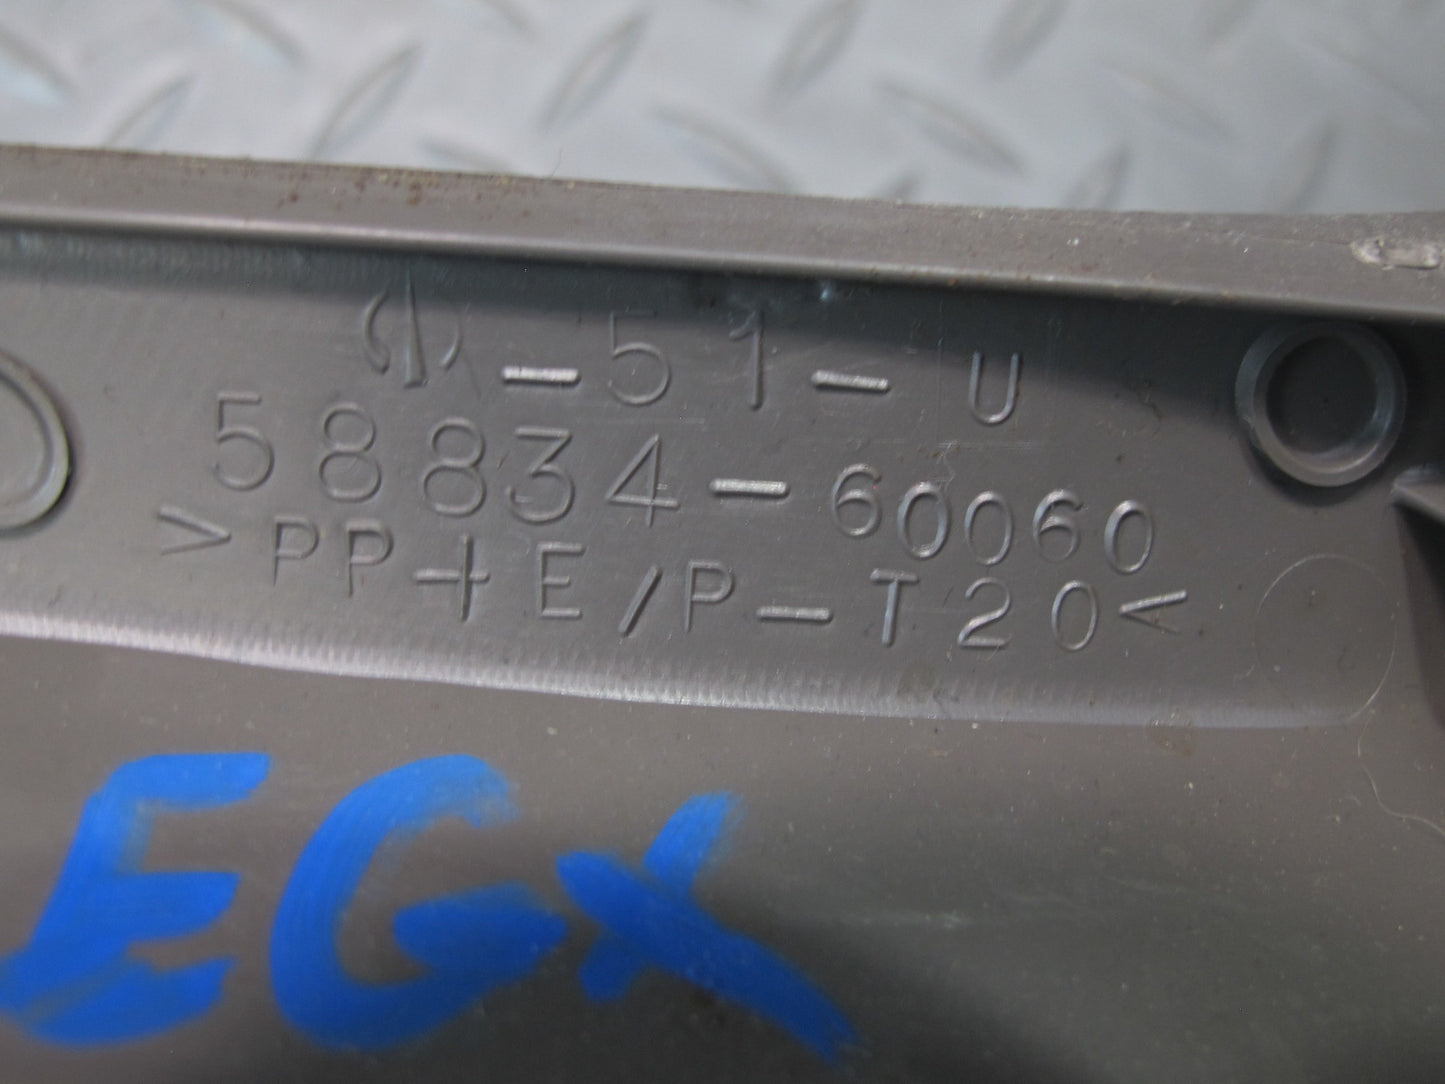 -51-U
58834-60060
>PP+E/P-T20<
EGX